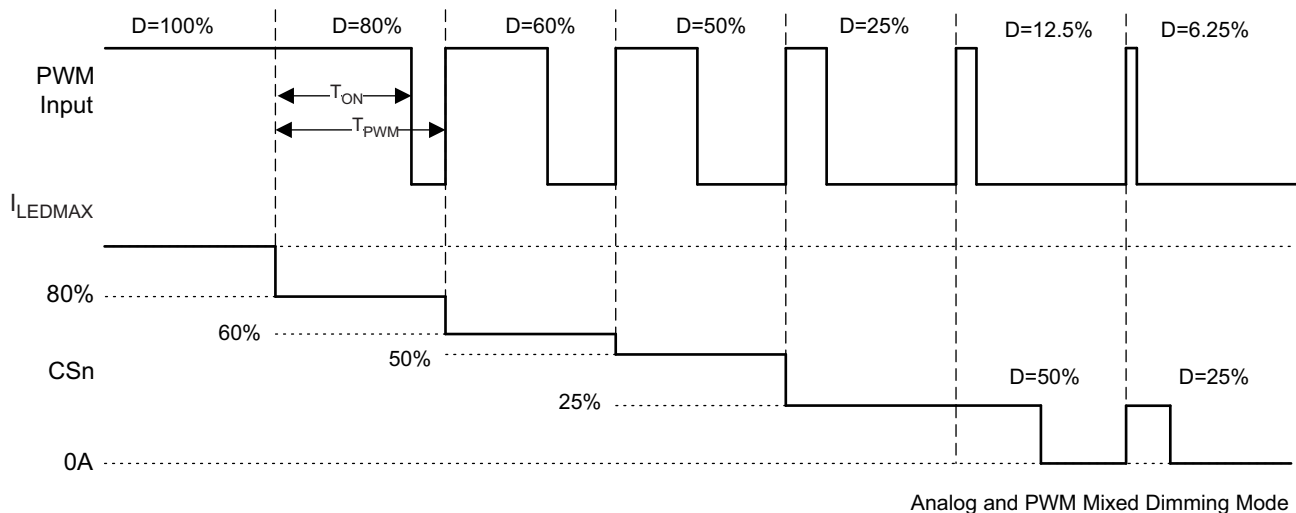 D=100%
D=80%
D=60%
D=50%
D=25%
D=12.5%
D=6.25%
PWM
Input
TON
TPWM
ILEDMAX
80%
60%
50%
CSn
25%
D=50%
D=25%
0A
Analog and PWM Mixed Dimming Mode